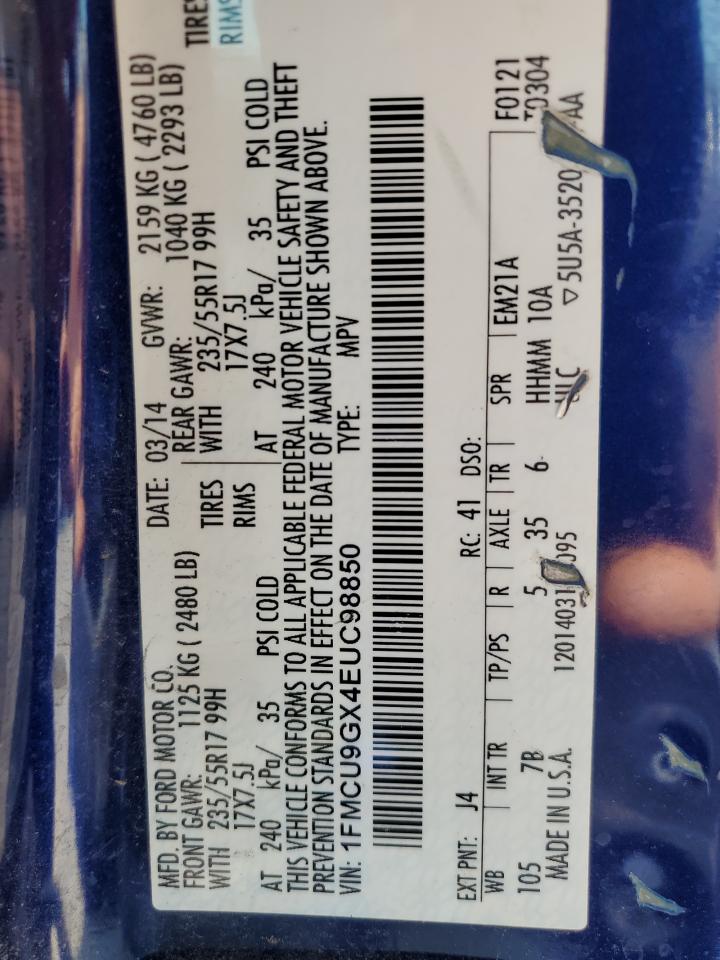 MFD. BY FORD MOTOR CO. DATE: 03/14 GVWR: 2159 KG ( 4760 LB)
FRONT GAWR: 1125 KG ( 2480 LB) REAR GAWR: 1040 KG ( 2293 LB)
WITH 235/55R17 99H TIRES WITH 235/55R17 99H TIRES
17X7.5J RIMS 17X7.5J RIMS
AT 240 kPa/ 35 PSI COLD AT 240 kPa/ 35 PSI COLD
THIS VEHICLE CONFORMS TO ALL APPLICABLE FEDERAL MOTOR VEHICLE SAFETY AND THEFT
PREVENTION STANDARDS IN EFFECT ON THE DATE OF MANUFACTURE SHOWN ABOVE.
VIN: 1FMCU9GX4EUC98850 TYPE: MPV
EXT PNT: J4 RC: 41 DSO:
WB INT TR TP/PS R AXLE TR SPR EM21A F0121
105 7B 5 35 6 HHMM 10A T0304
MADE IN U.S.A. 1201403 095 ▽ 5U5A-3520 AA